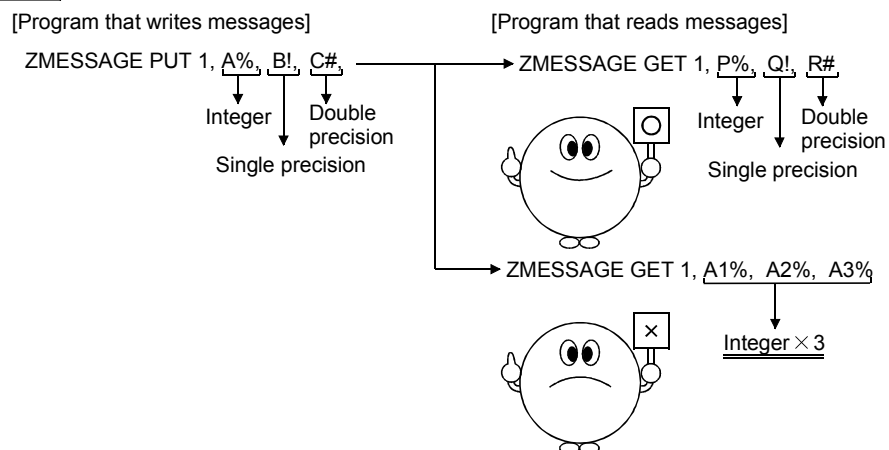 [Program that writes messages]
[Program that reads messages]
ZMESSAGE PUT 1, A%, B!, C#,
Integer
Double
precision
Single precision
ZMESSAGE GET 1, P%, Q!, R#
Integer
Double
precision
Single precision
○
ZMESSAGE GET 1, A1%, A2%, A3%
Integer×3
×